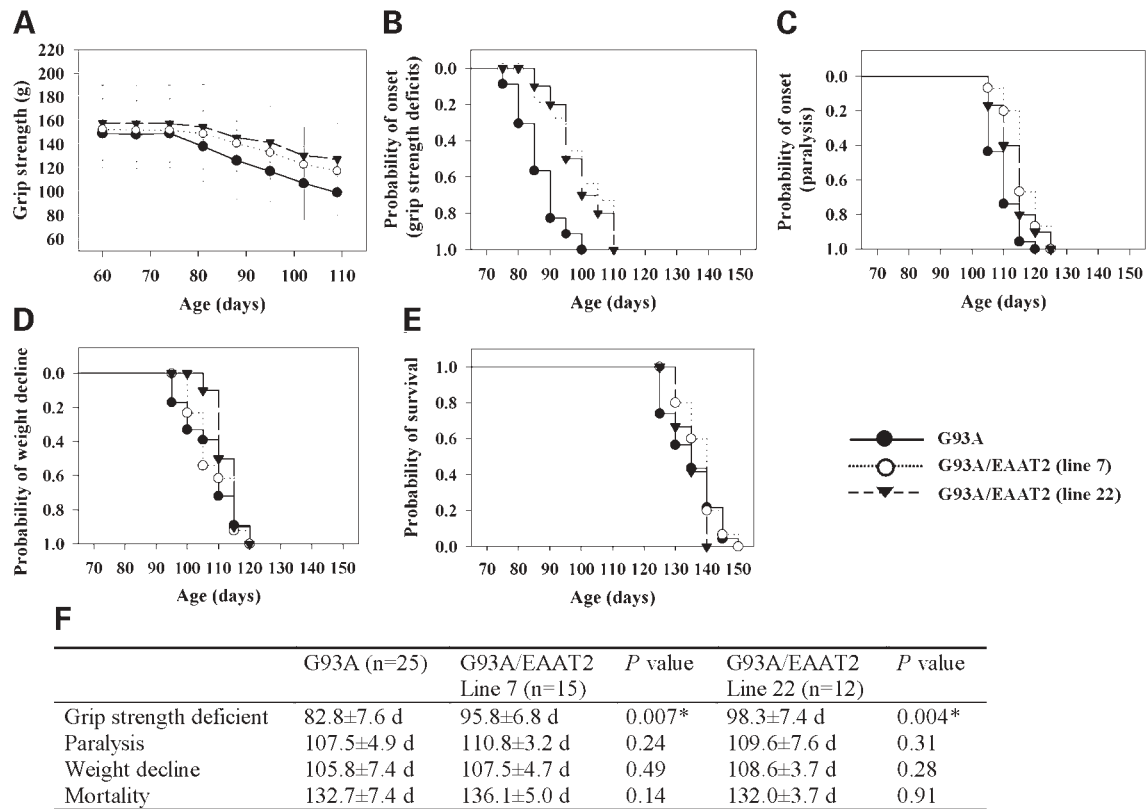 A
Grip strength (g)
220
200
180
160
140
120
100
80
60
60 70 80 90 100 110
Age (days)
B
Probability of onset
(grip strength deficits)
0.0
0.2
0.4
0.6
0.8
1.0
70 80 90 100 110 120 130 140 150
Age (days)
C
Probability of onset
(paralysis)
0.0
0.2
0.4
0.6
0.8
1.0
70 80 90 100 110 120 130 140 150
Age (days)
D
Probability of weight decline
0.0
0.2
0.4
0.6
0.8
1.0
70 80 90 100 110 120 130 140 150
Age (days)
E
Probability of survival
1.0
0.8
0.6
0.4
0.2
0.0
70 80 90 100 110 120 130 140 150
Age (days)
G93A
G93A/EAAT2 (line 7)
G93A/EAAT2 (line 22)
F
G93A (n=25) G93A/EAAT2 P value G93A/EAAT2 P value
Line 7 (n=15) Line 22 (n=12)
Grip strength deficient 82.8±7.6 d 95.8±6.8 d 0.007* 98.3±7.4 d 0.004*
Paralysis 107.5±4.9 d 110.8±3.2 d 0.24 109.6±7.6 d 0.31
Weight decline 105.8±7.4 d 107.5±4.7 d 0.49 108.6±3.7 d 0.28
Mortality 132.7±7.4 d 136.1±5.0 d 0.14 132.0±3.7 d 0.91